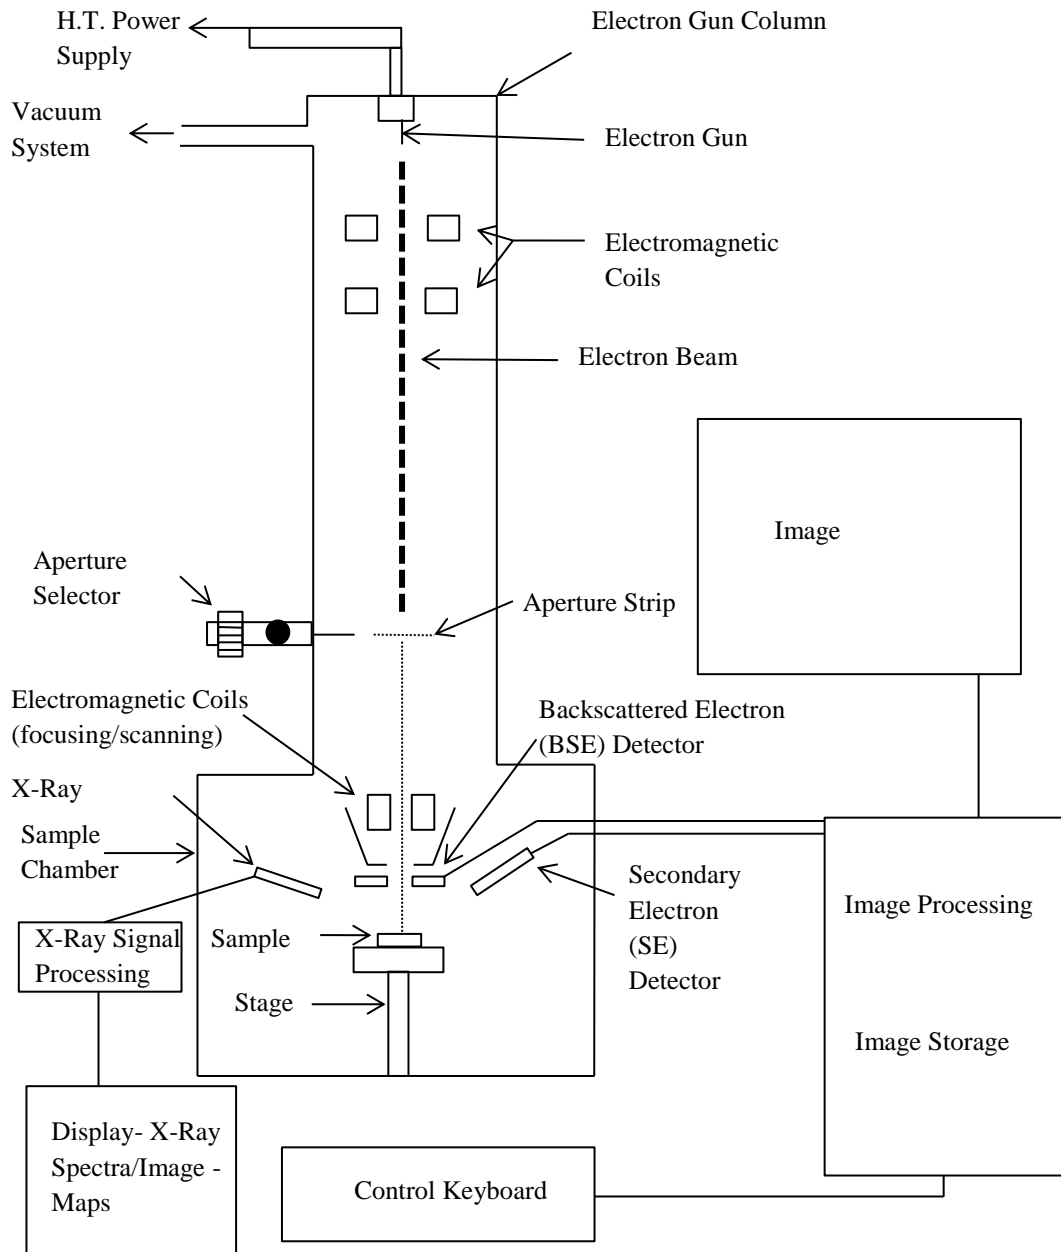 H.T. Power
Supply
Electron Gun Column
Vacuum
System
Electron Gun
Electromagnetic
Coils
Electron Beam
Image
Aperture
Selector
Aperture Strip
Electromagnetic Coils
(focusing/scanning)
Backscattered Electron
(BSE) Detector
X-Ray
Sample
Chamber
Secondary
Electron
(SE)
Detector
Image Processing
X-Ray Signal
Processing
Sample
Stage
Image Storage
Display- X-Ray
Spectra/Image -
Maps
Control Keyboard